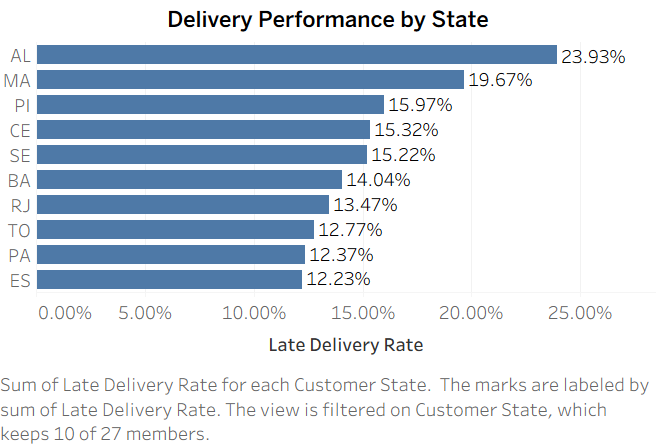 Delivery Performance by State
AL 23.93%
MA 19.67%
PI 15.97%
CE 15.32%
SE 15.22%
BA 14.04%
RJ 13.47%
TO 12.77%
PA 12.37%
ES 12.23%
0.00% 5.00% 10.00% 15.00% 20.00% 25.00%
Late Delivery Rate
Sum of Late Delivery Rate for each Customer State. The marks are labeled by
sum of Late Delivery Rate. The view is filtered on Customer State, which
keeps 10 of 27 members.